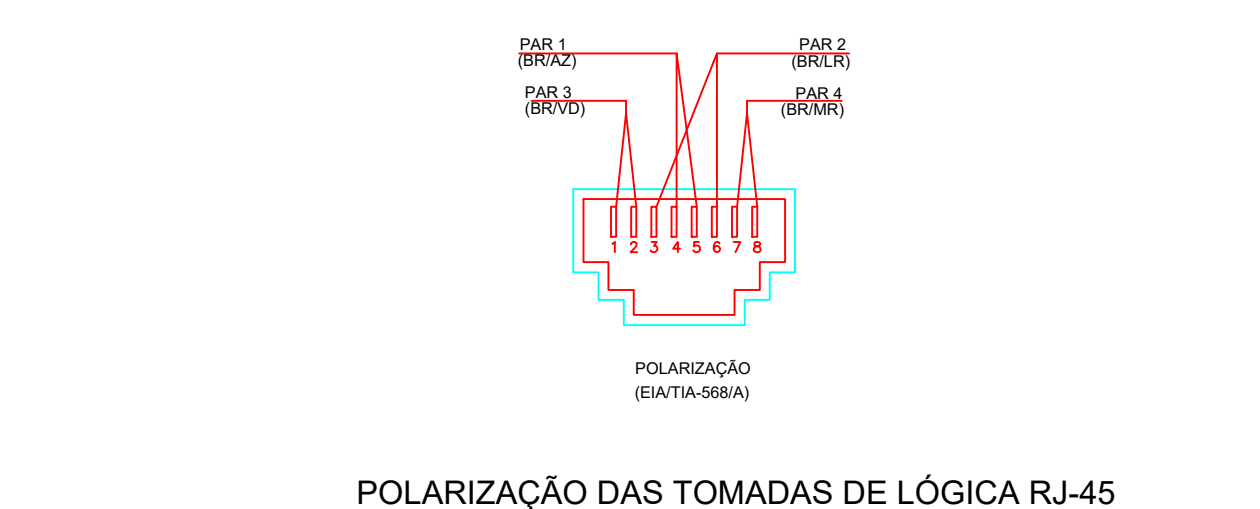 PAR 1
(BR/AZ)
PAR 2
(BR/LR)
PAR 3
(BR/VD)
PAR 4
(BR/MR)
1 2 3 4 5 6 7 8
POLARIZAÇÃO
(EIA/TIA-568/A)
POLARIZAÇÃO DAS TOMADAS DE LÓGICA RJ-45